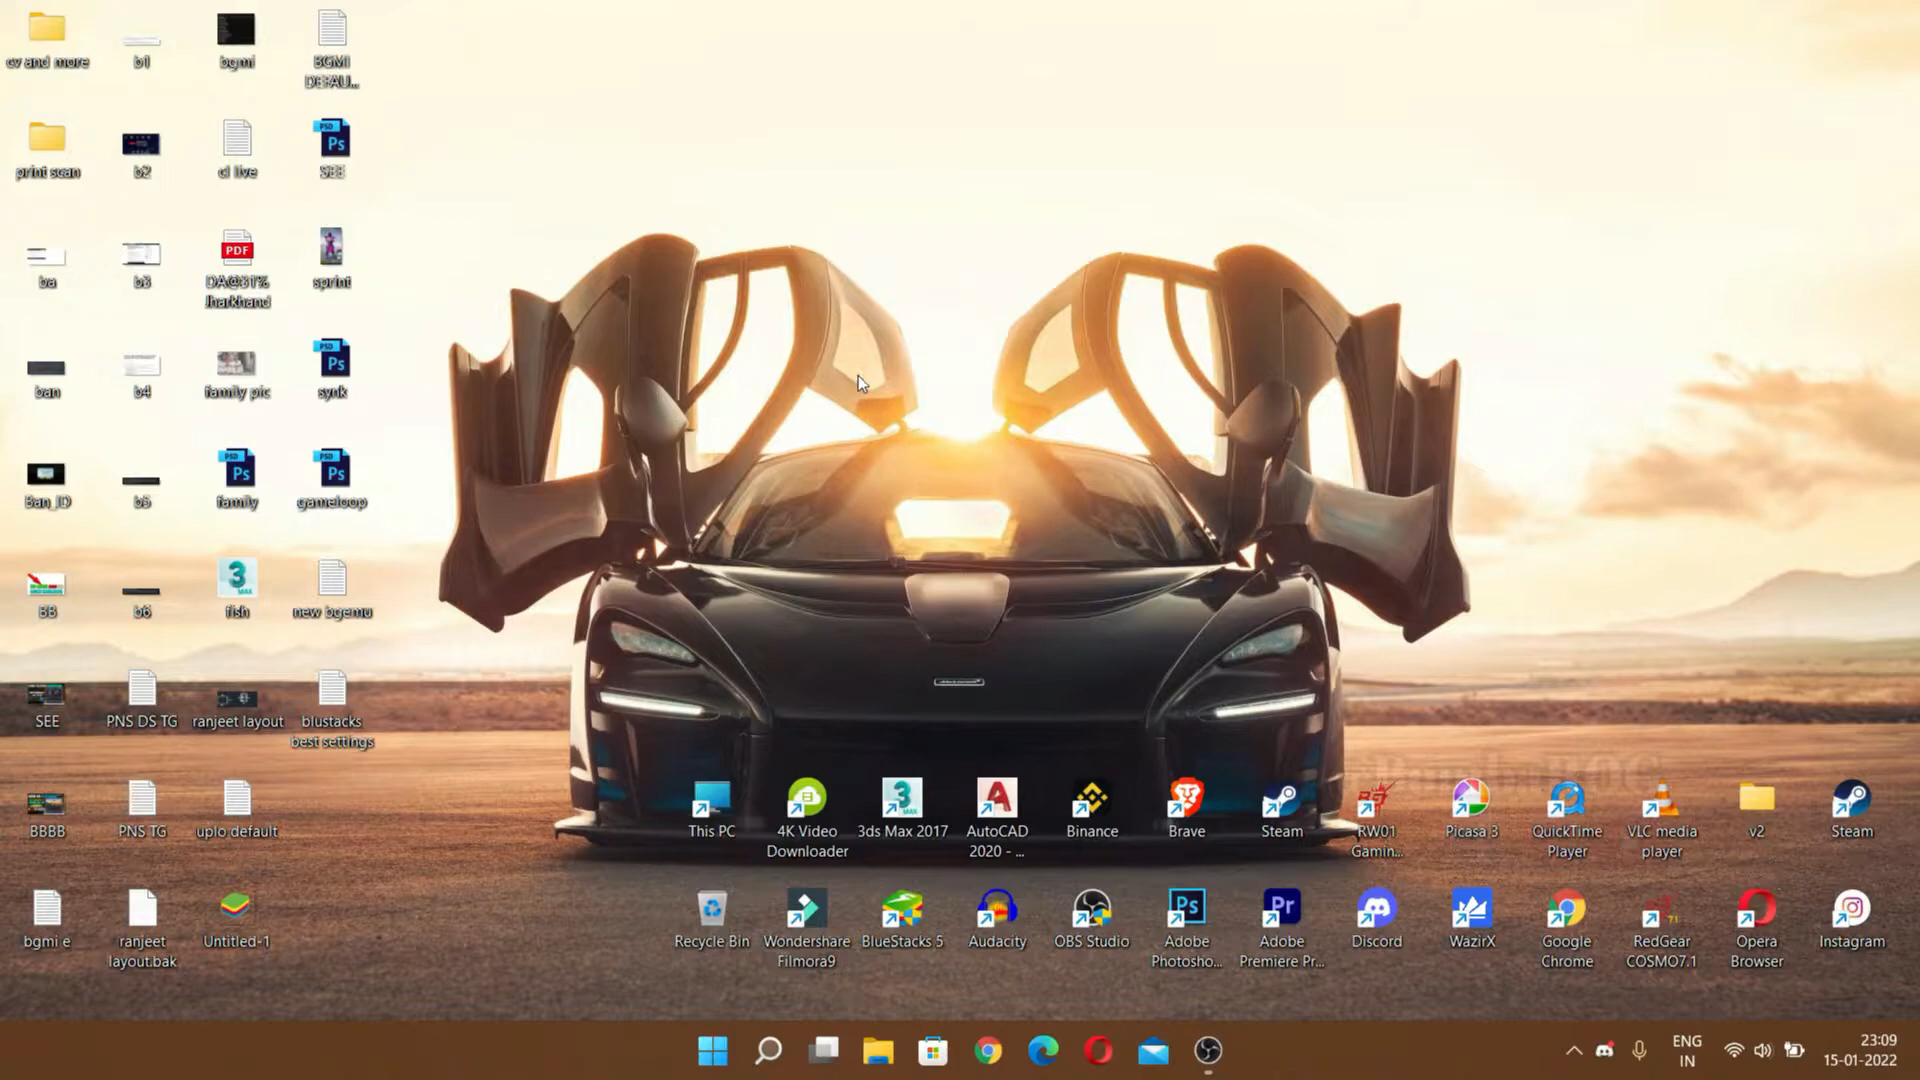 cv and more
b1
bgmi
BGMI
DEFAU...
print scan
b2
cl live
SEE
ba
b3
DA@31%
Jharkhand
sprint
ban
b4
family pic
synk
Ban_ID
b5
family
gameloop
BB
b6
fish
new bgemu
SEE
PNS DS TG
ranjeet layout
blustacks
best settings
BBBB
PNS TG
uplo default
bgmi e
ranjeet
layout.bak
Untitled-1
This PC
4K Video
Downloader
3ds Max 2017
AutoCAD
2020 - ...
Binance
Brave
Steam
RW01
Gamin...
Picasa 3
QuickTime
Player
VLC media
player
v2
Steam
Recycle Bin
Wondershare
Filmora9
BlueStacks 5
Audacity
OBS Studio
Adobe
Photosho...
Adobe
Premiere Pr...
Discord
WazirX
Google
Chrome
RedGear
COSMO7.1
Opera
Browser
Instagram
ENG
IN
23:09
15-01-2022